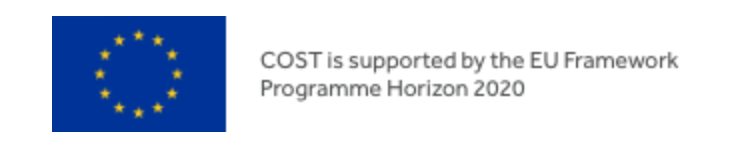 COST is supported by the EU Framework
Programme Horizon 2020